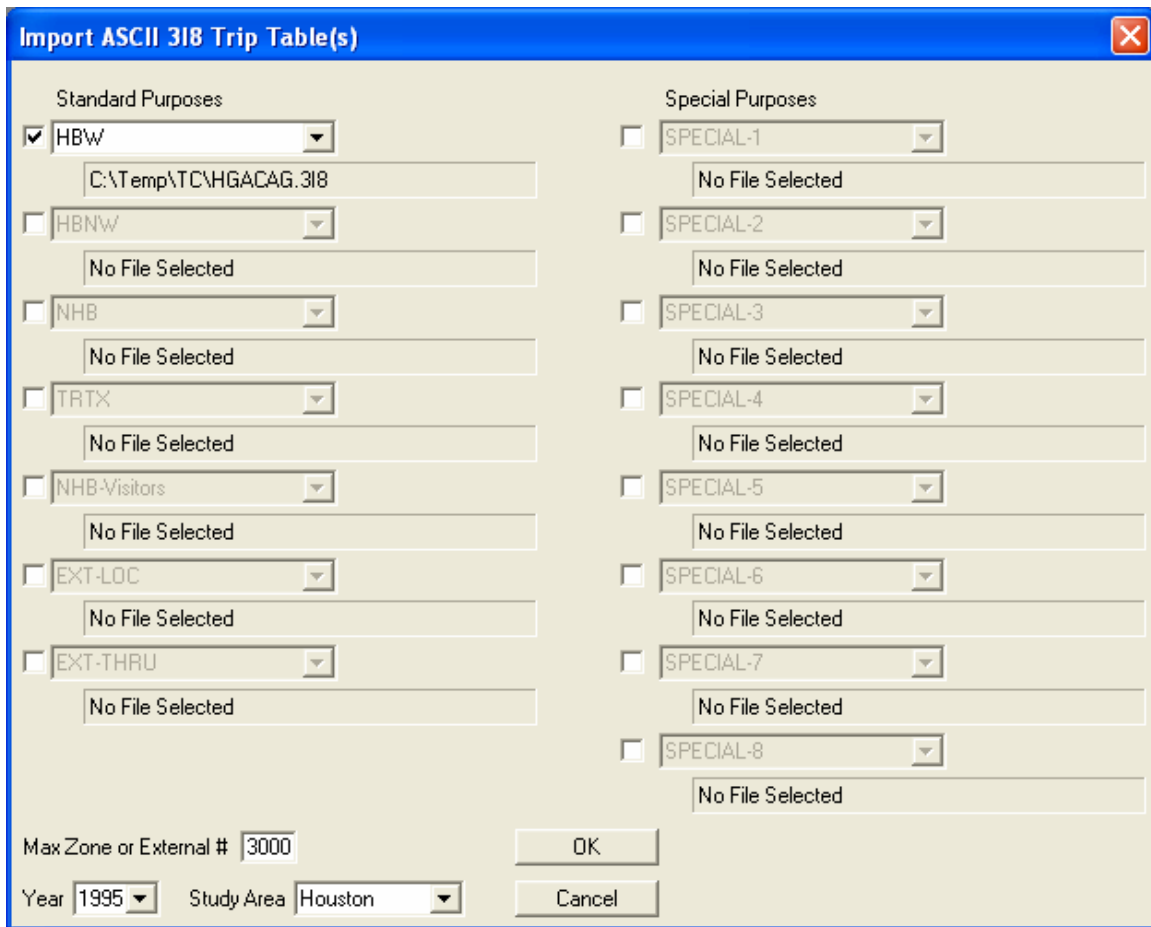 Import ASCII 3I8 Trip Table(s)
Standard Purposes
HBW
C:\Temp\TC\HGACAG.3I8
HBNW
No File Selected
NHB
No File Selected
TRTX
No File Selected
NHB-Visitors
No File Selected
EXT-LOC
No File Selected
EXT-THRU
No File Selected
Special Purposes
SPECIAL-1
No File Selected
SPECIAL-2
No File Selected
SPECIAL-3
No File Selected
SPECIAL-4
No File Selected
SPECIAL-5
No File Selected
SPECIAL-6
No File Selected
SPECIAL-7
No File Selected
SPECIAL-8
No File Selected
Max Zone or External # 3000
OK
Year 1995 Study Area Houston
Cancel